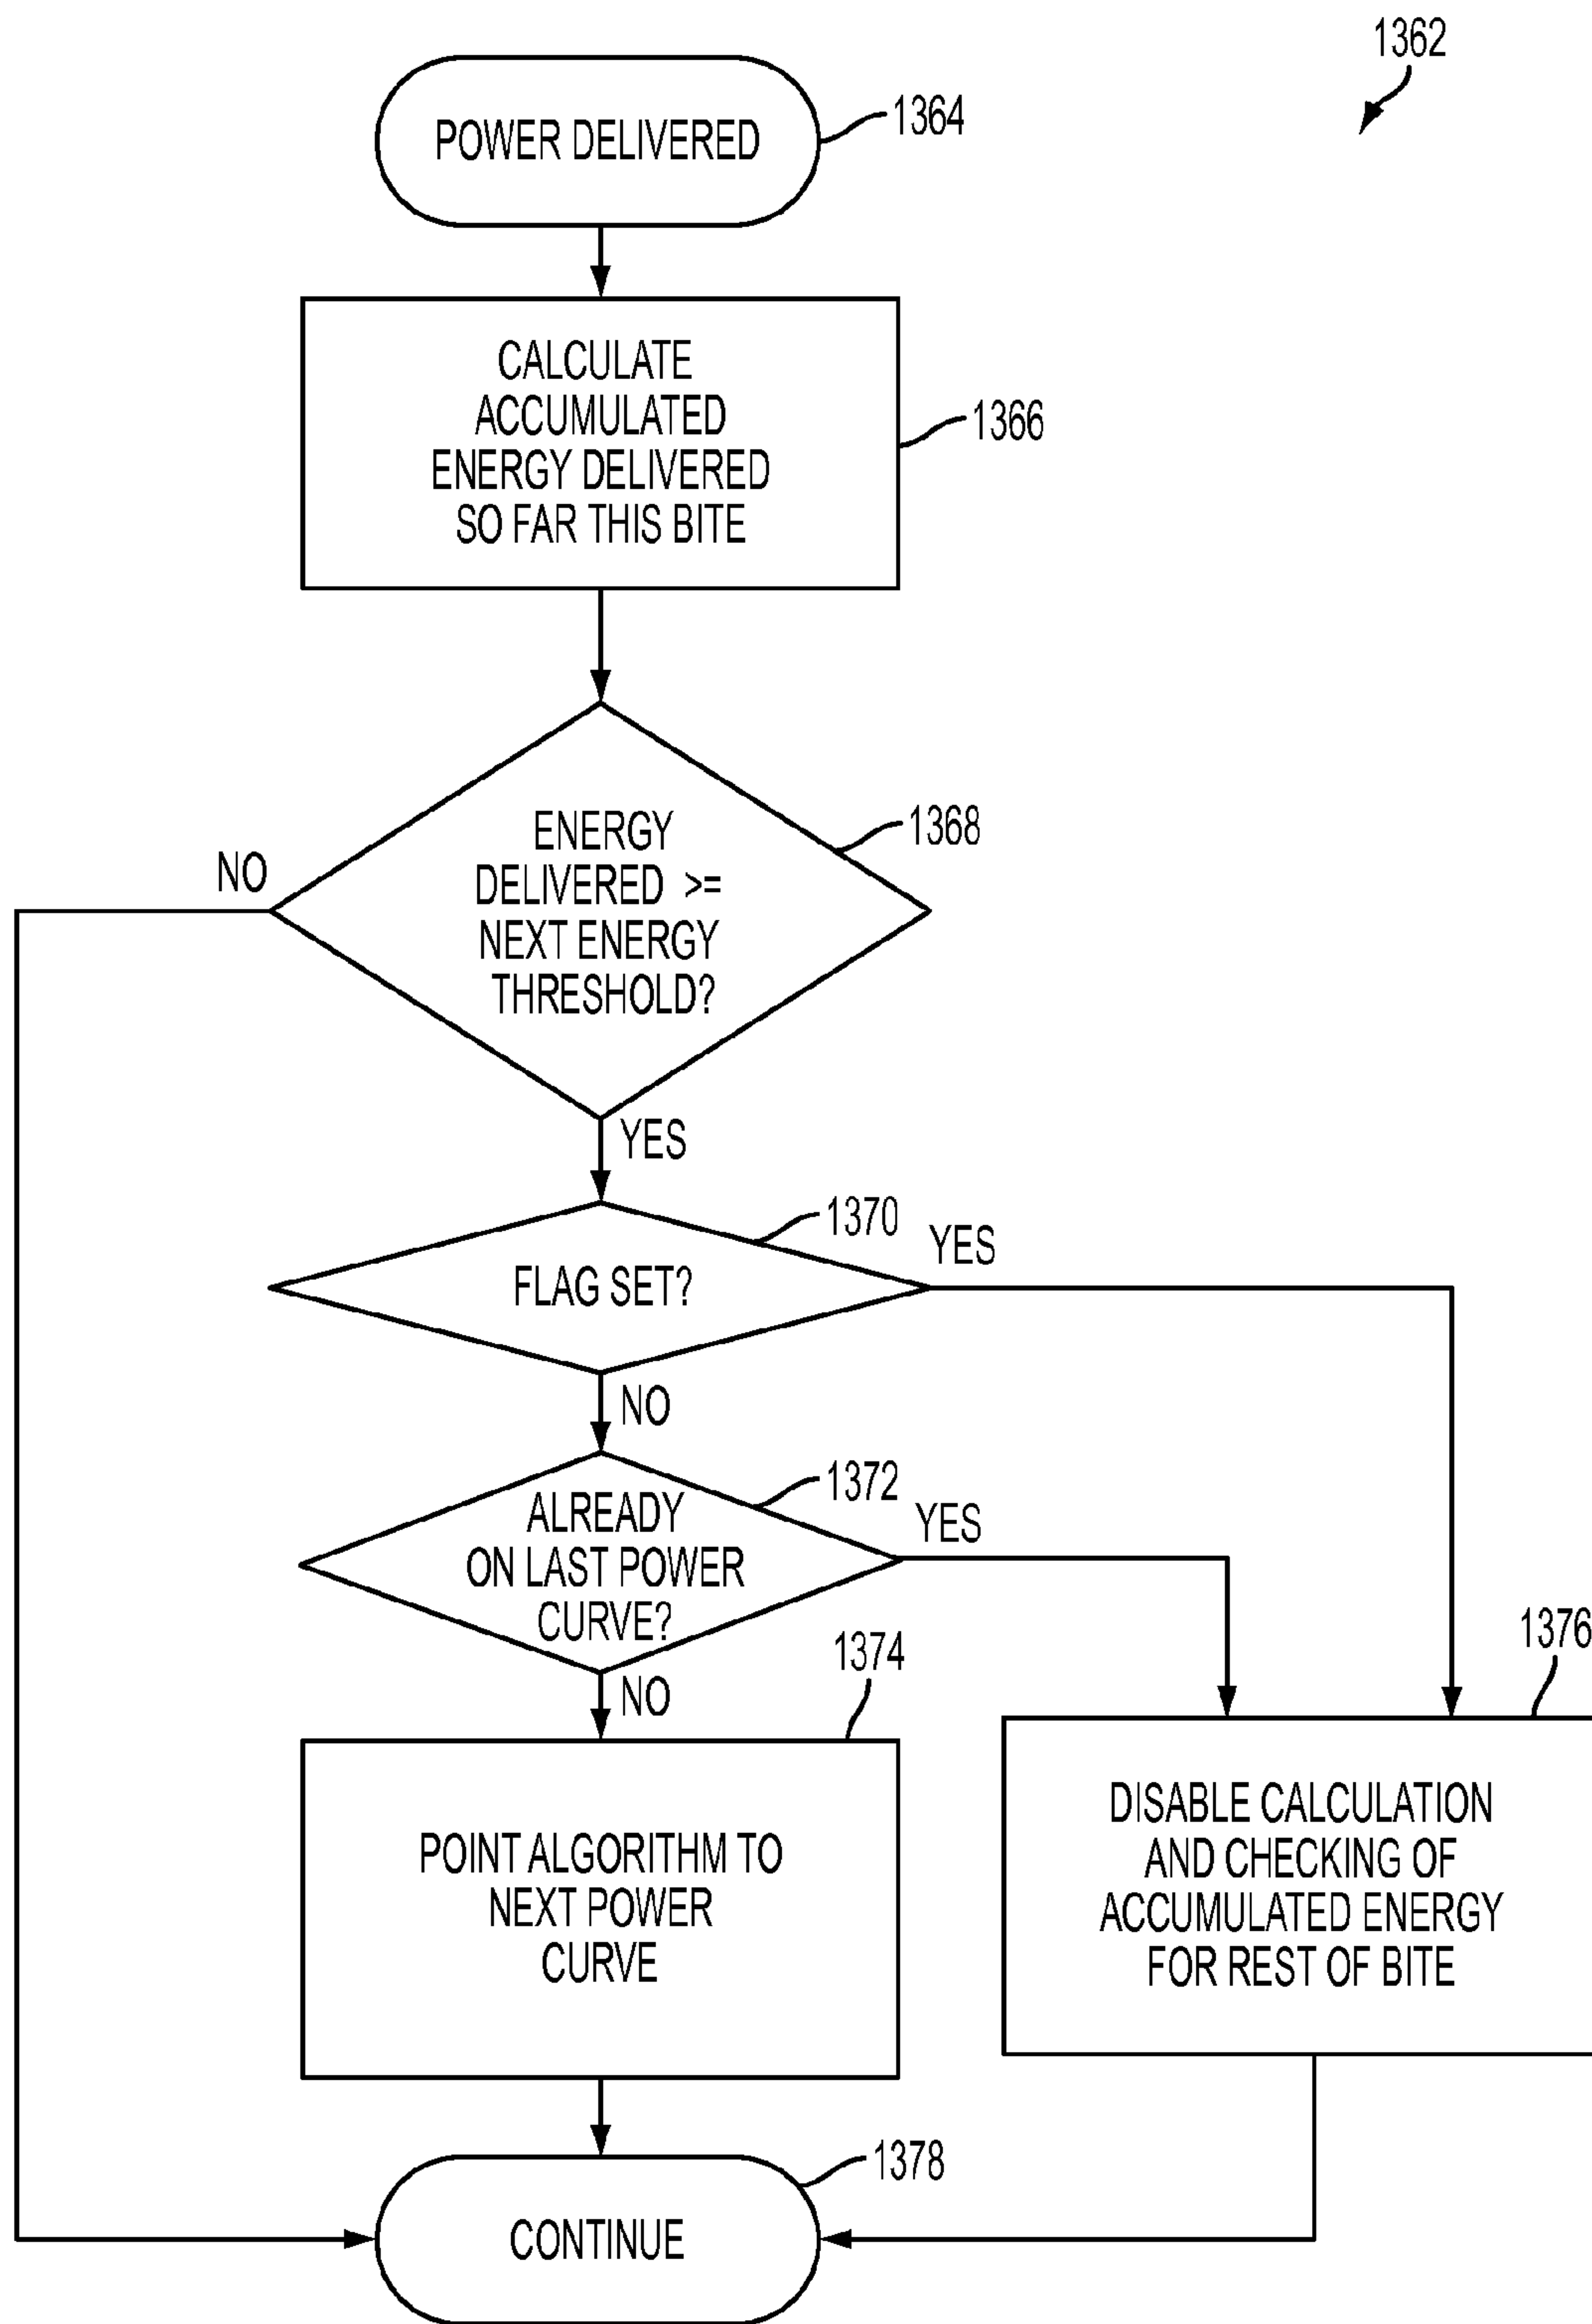 1362
POWER DELIVERED
1364
CALCULATE
ACCUMULATED
ENERGY DELIVERED
SO FAR THIS BITE
1366
ENERGY
DELIVERED >=
NEXT ENERGY
THRESHOLD?
1368
NO
YES
FLAG SET?
1370
YES
NO
ALREADY
ON LAST POWER
CURVE?
1372
YES
NO
POINT ALGORITHM TO
NEXT POWER
CURVE
1374
DISABLE CALCULATION
AND CHECKING OF
ACCUMULATED ENERGY
FOR REST OF BITE
1376
CONTINUE
1378